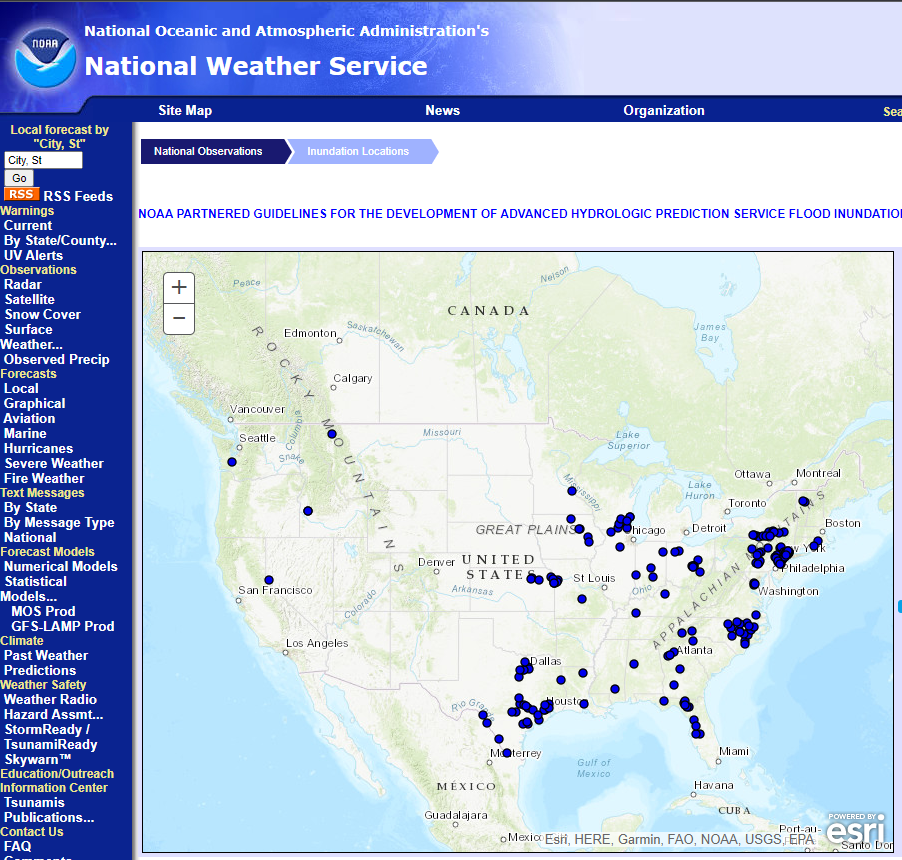 NOAA
National Oceanic and Atmospheric Administration's
National Weather Service
Site Map
News
Organization
Sea
Local forecast by
"City, St"
City, St
Go
RSS
RSS Feeds
Warnings
Current
By State/County...
UV Alerts
Observations
Radar
Satellite
Snow Cover
Surface
Weather...
Observed Precip
Forecasts
Local
Graphical
Aviation
Marine
Hurricanes
Severe Weather
Fire Weather
Text Messages
By State
By Message Type
National
Forecast Models
Numerical Models
Statistical
Models...
MOS Prod
GFS-LAMP Prod
Climate
Past Weather
Predictions
Weather Safety
Weather Radio
Hazard Assmt...
StormReady /
TsunamiReady
Skywarn™
Education/Outreach
Information Center
Tsunamis
Publications...
Contact Us
FAQ
Comments
National Observations
Inundation Locations
NOAA PARTNERED GUIDELINES FOR THE DEVELOPMENT OF ADVANCED HYDROLOGIC PREDICTION SERVICE FLOOD INUNDATIO
+
−
Peace
Nelson
CANADA
James
Bay
Edmonton
Saskatchewan
ROCKY MOUNTAINS
Calgary
Vancouver
Columbia
Seattle
Missouri
Lake
Superior
Snake
Ottawa
Montreal
Mississippi
Lake
Huron
Toronto
Boston
GREAT PLAINS
hicago
Detroit
APPALACHIAN MOUNTAINS
w York
Denver
UNITED
STATES
St Louis
Philadelphia
San Francisco
Colorado
Arkansas
Ohio
Washington
Los Angeles
Atlanta
Dallas
Rio Grande
Houston
Monterrey
Gulf of
Mexico
Miami
MÉXICO
Havana
CUBA
Guadalajara
Mexico
Port-au-
Santo Dom
Esri, HERE, Garmin, FAO, NOAA, USGS, EPA
POWERED BY
esri